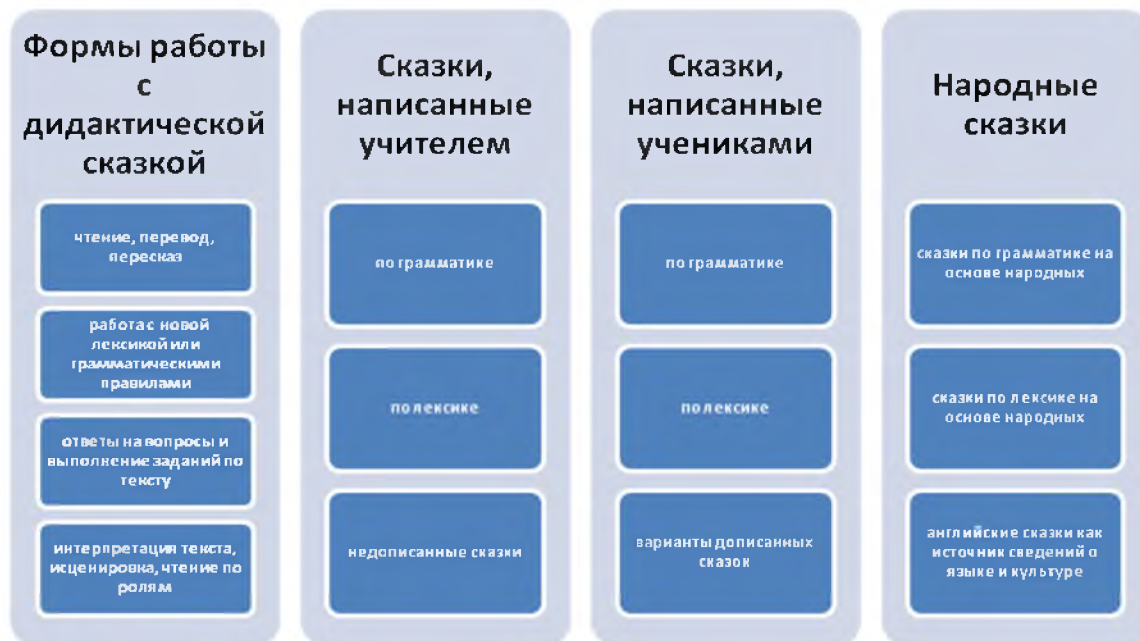 Формы работы
с
дидактической
сказкой
чтение, перевод,
пересказ
работа с новой
лексикой или
грамматическими
правилами
ответы на вопросы и
выполнение заданий по
тексту
интерпретация текста,
исценировка, чтение по
ролям
Сказки,
написанные
учителем
по грамматике
по лексике
недописанные сказки
Сказки,
написанные
учениками
по грамматике
по лексике
варианты дописанных
сказок
Народные
сказки
сказки по грамматике на
основе народных
сказки по лексике на
основе народных
английские сказки как
источник сведений о
языке и культуре